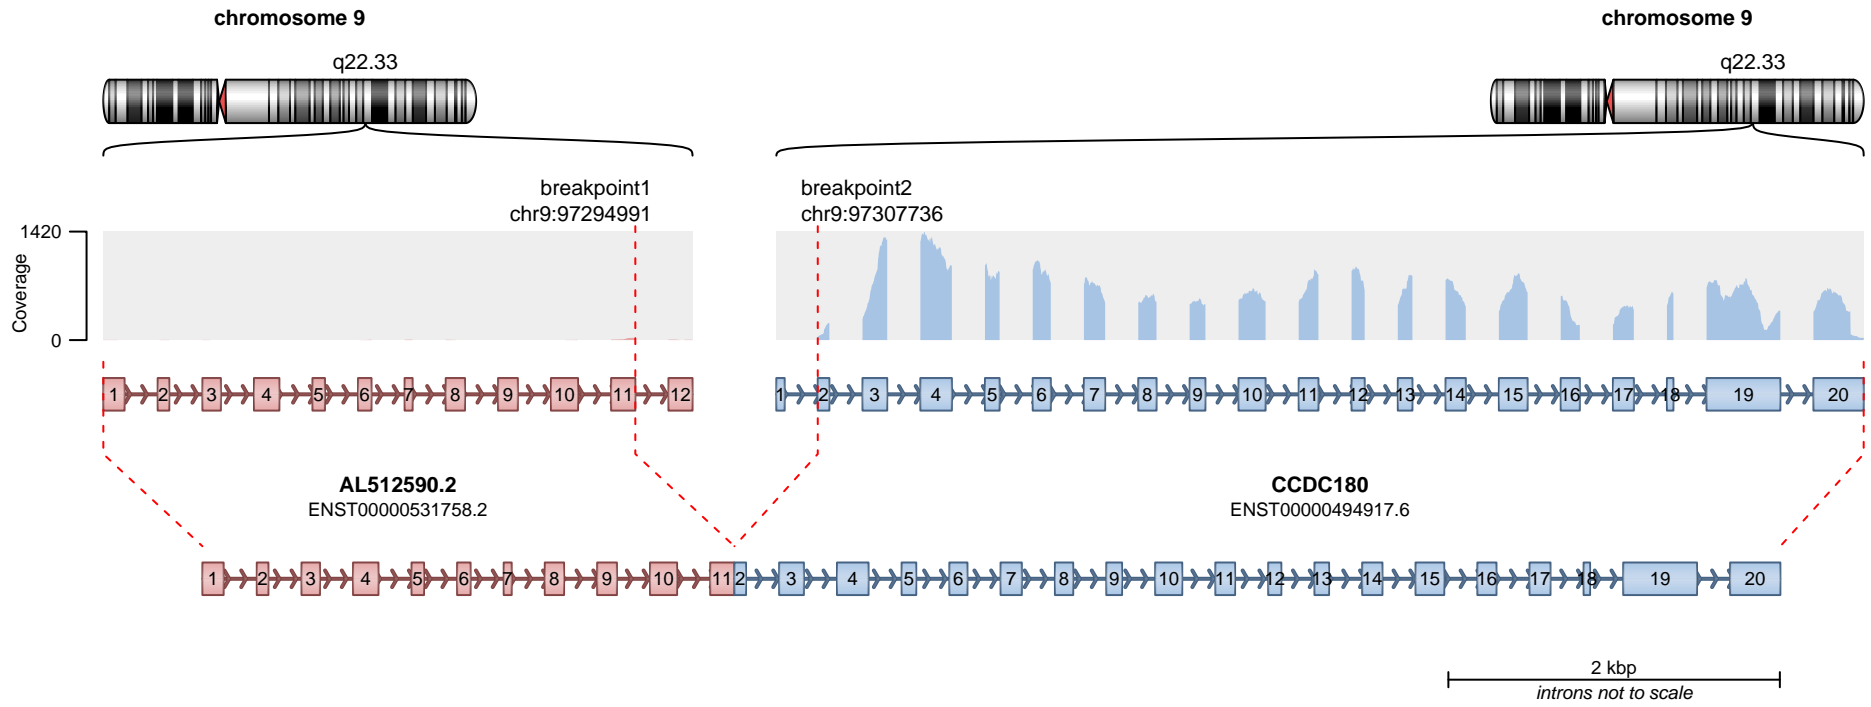 chromosome 9
chromosome 9
q22.33
q22.33
breakpoint1
chr9:97294991
breakpoint2
chr9:97307736
1420
Coverage
0
1 2 3 4 5 6 7 8 9 10 11 12
1 2 3 4 5 6 7 8 9 10 11 12 13 14 15 16 17 18 19 20
AL512590.2
ENST00000531758.2
CCDC180
ENST00000494917.6
1 2 3 4 5 6 7 8 9 10 11 2 3 4 5 6 7 8 9 10 11 12 13 14 15 16 17 18 19 20
2 kbp
introns not to scale